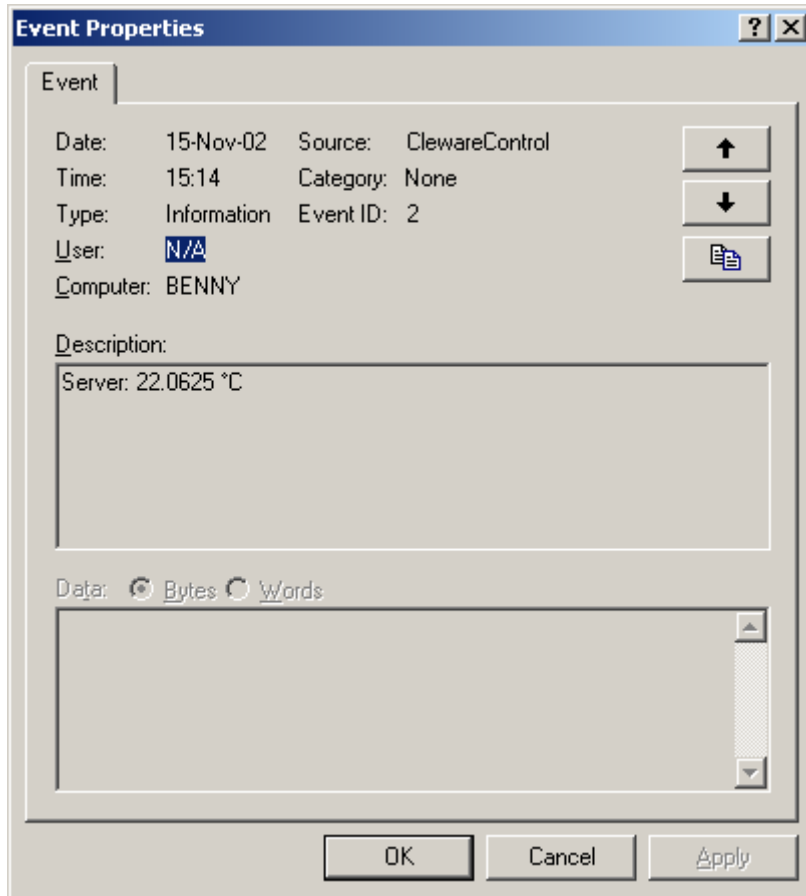 Event Properties
Event
Date: 15-Nov-02 Source: ClewareControl
Time: 15:14 Category: None
Type: Information Event ID: 2
User: N/A
Computer: BENNY
Description:
Server: 22.0625 °C
Data: Bytes Words
OK Cancel Apply